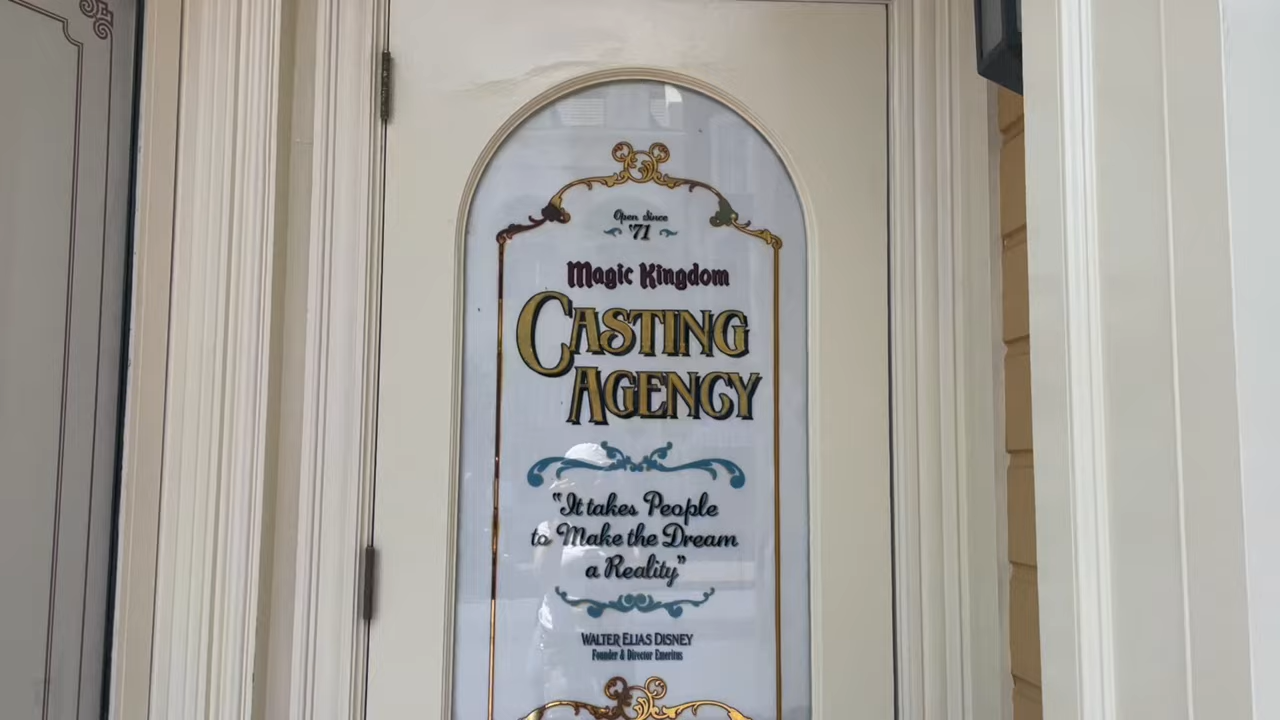 Open Since
'71
Magic Kingdom
CASTING
AGENCY
"It takes People
to Make the Dream
a Reality"
WALTER ELIAS DISNEY
Founder & Director Emeritus